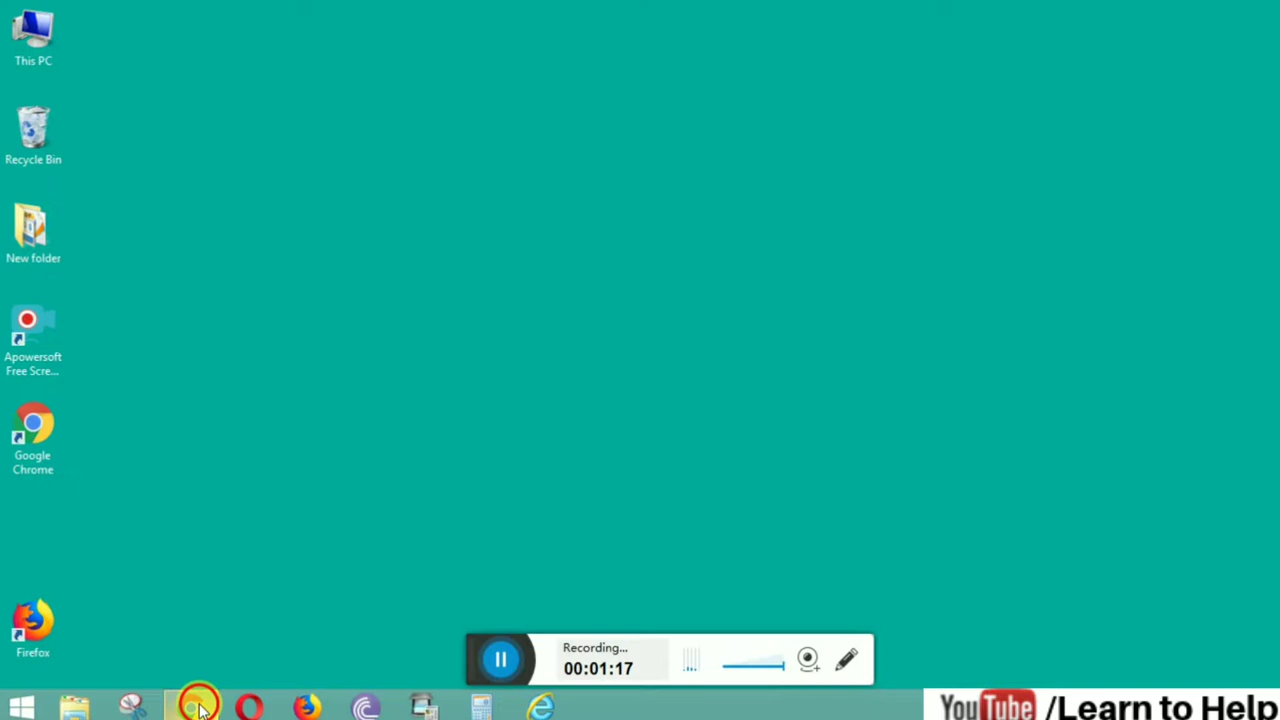 This PC
Recycle Bin
New folder
Apowersoft
Free Scre...
Google
Chrome
Firefox
Recording...
00:01:17
YouTube /Learn to Help